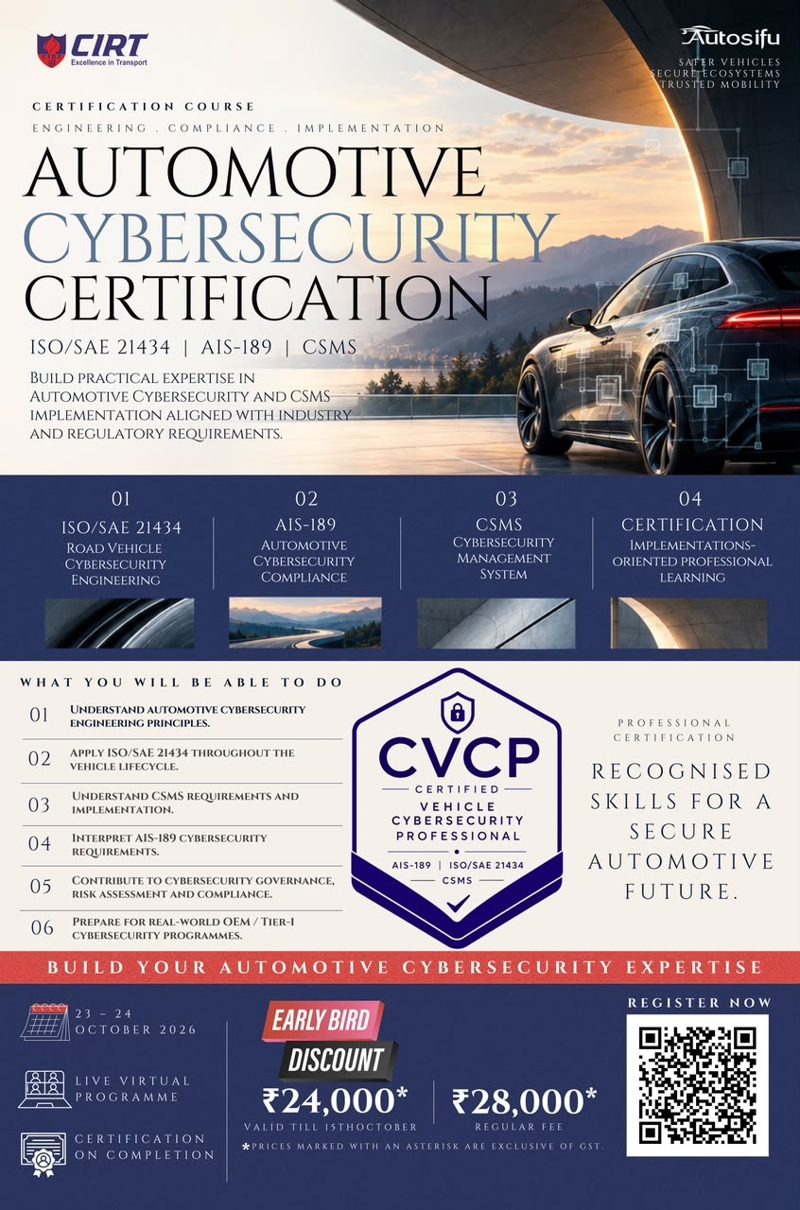 CIRT
Excellence in Transport
Autosifu
SAFER VEHICLES
SECURE ECOSYSTEMS
TRUSTED MOBILITY
CERTIFICATION COURSE
ENGINEERING . COMPLIANCE . IMPLEMENTATION
AUTOMOTIVE
CYBERSECURITY
CERTIFICATION
ISO/SAE 21434 | AIS-189 | CSMS
BUILD PRACTICAL EXPERTISE IN
AUTOMOTIVE CYBERSECURITY AND CSMS
IMPLEMENTATION ALIGNED WITH INDUSTRY
AND REGULATORY REQUIREMENTS.
01
ISO/SAE 21434
ROAD VEHICLE
CYBERSECURITY
ENGINEERING
02
AIS-189
AUTOMOTIVE
CYBERSECURITY
COMPLIANCE
03
CSMS
CYBERSECURITY
MANAGEMENT
SYSTEM
04
CERTIFICATION
IMPLEMENTATIONS-
ORIENTED PROFESSIONAL
LEARNING
WHAT YOU WILL BE ABLE TO DO
01
UNDERSTAND AUTOMOTIVE CYBERSECURITY
ENGINEERING PRINCIPLES.
02
APPLY ISO/SAE 21434 THROUGHOUT THE
VEHICLE LIFECYCLE.
03
UNDERSTAND CSMS REQUIREMENTS AND
IMPLEMENTATION.
04
INTERPRET AIS-189 CYBERSECURITY
REQUIREMENTS.
05
CONTRIBUTE TO CYBERSECURITY GOVERNANCE,
RISK ASSESSMENT AND COMPLIANCE.
06
PREPARE FOR REAL-WORLD OEM / TIER-1
CYBERSECURITY PROGRAMMES.
CVCP
CERTIFIED
VEHICLE
CYBERSECURITY
PROFESSIONAL
AIS-189 | ISO/SAE 21434
CSMS
PROFESSIONAL
CERTIFICATION
RECOGNISED
SKILLS FOR A
SECURE
AUTOMOTIVE
FUTURE.
BUILD YOUR AUTOMOTIVE CYBERSECURITY EXPERTISE
23 – 24
OCTOBER 2026
LIVE VIRTUAL
PROGRAMME
CERTIFICATION
ON COMPLETION
EARLY BIRD
DISCOUNT
₹24,000*
VALID TILL 15THOCTOBER
₹28,000*
REGULAR FEE
*PRICES MARKED WITH AN ASTERISK ARE EXCLUSIVE OF GST.
REGISTER NOW